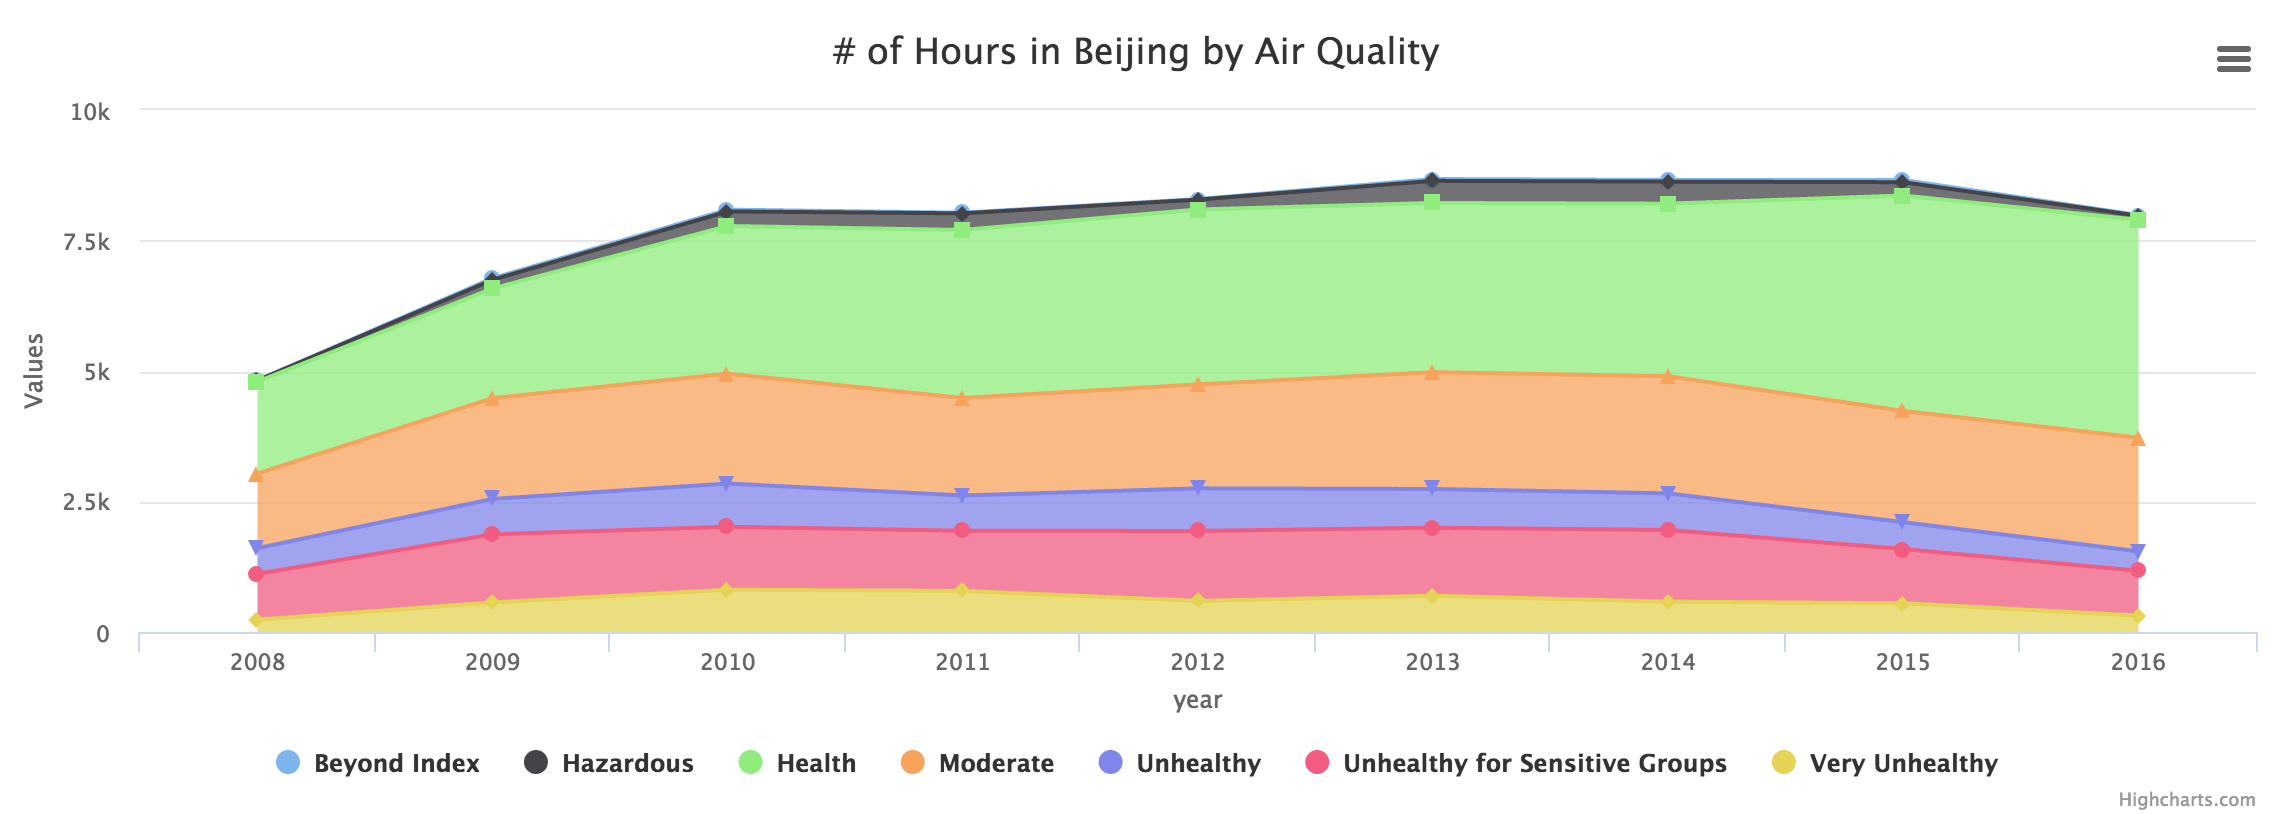 # of Hours in Beijing by Air Quality
10k
7.5k
5k
2.5k
0
Values
2008 2009 2010 2011 2012 2013 2014 2015 2016
year
Beyond Index Hazardous Health Moderate Unhealthy Unhealthy for Sensitive Groups Very Unhealthy
Highcharts.com